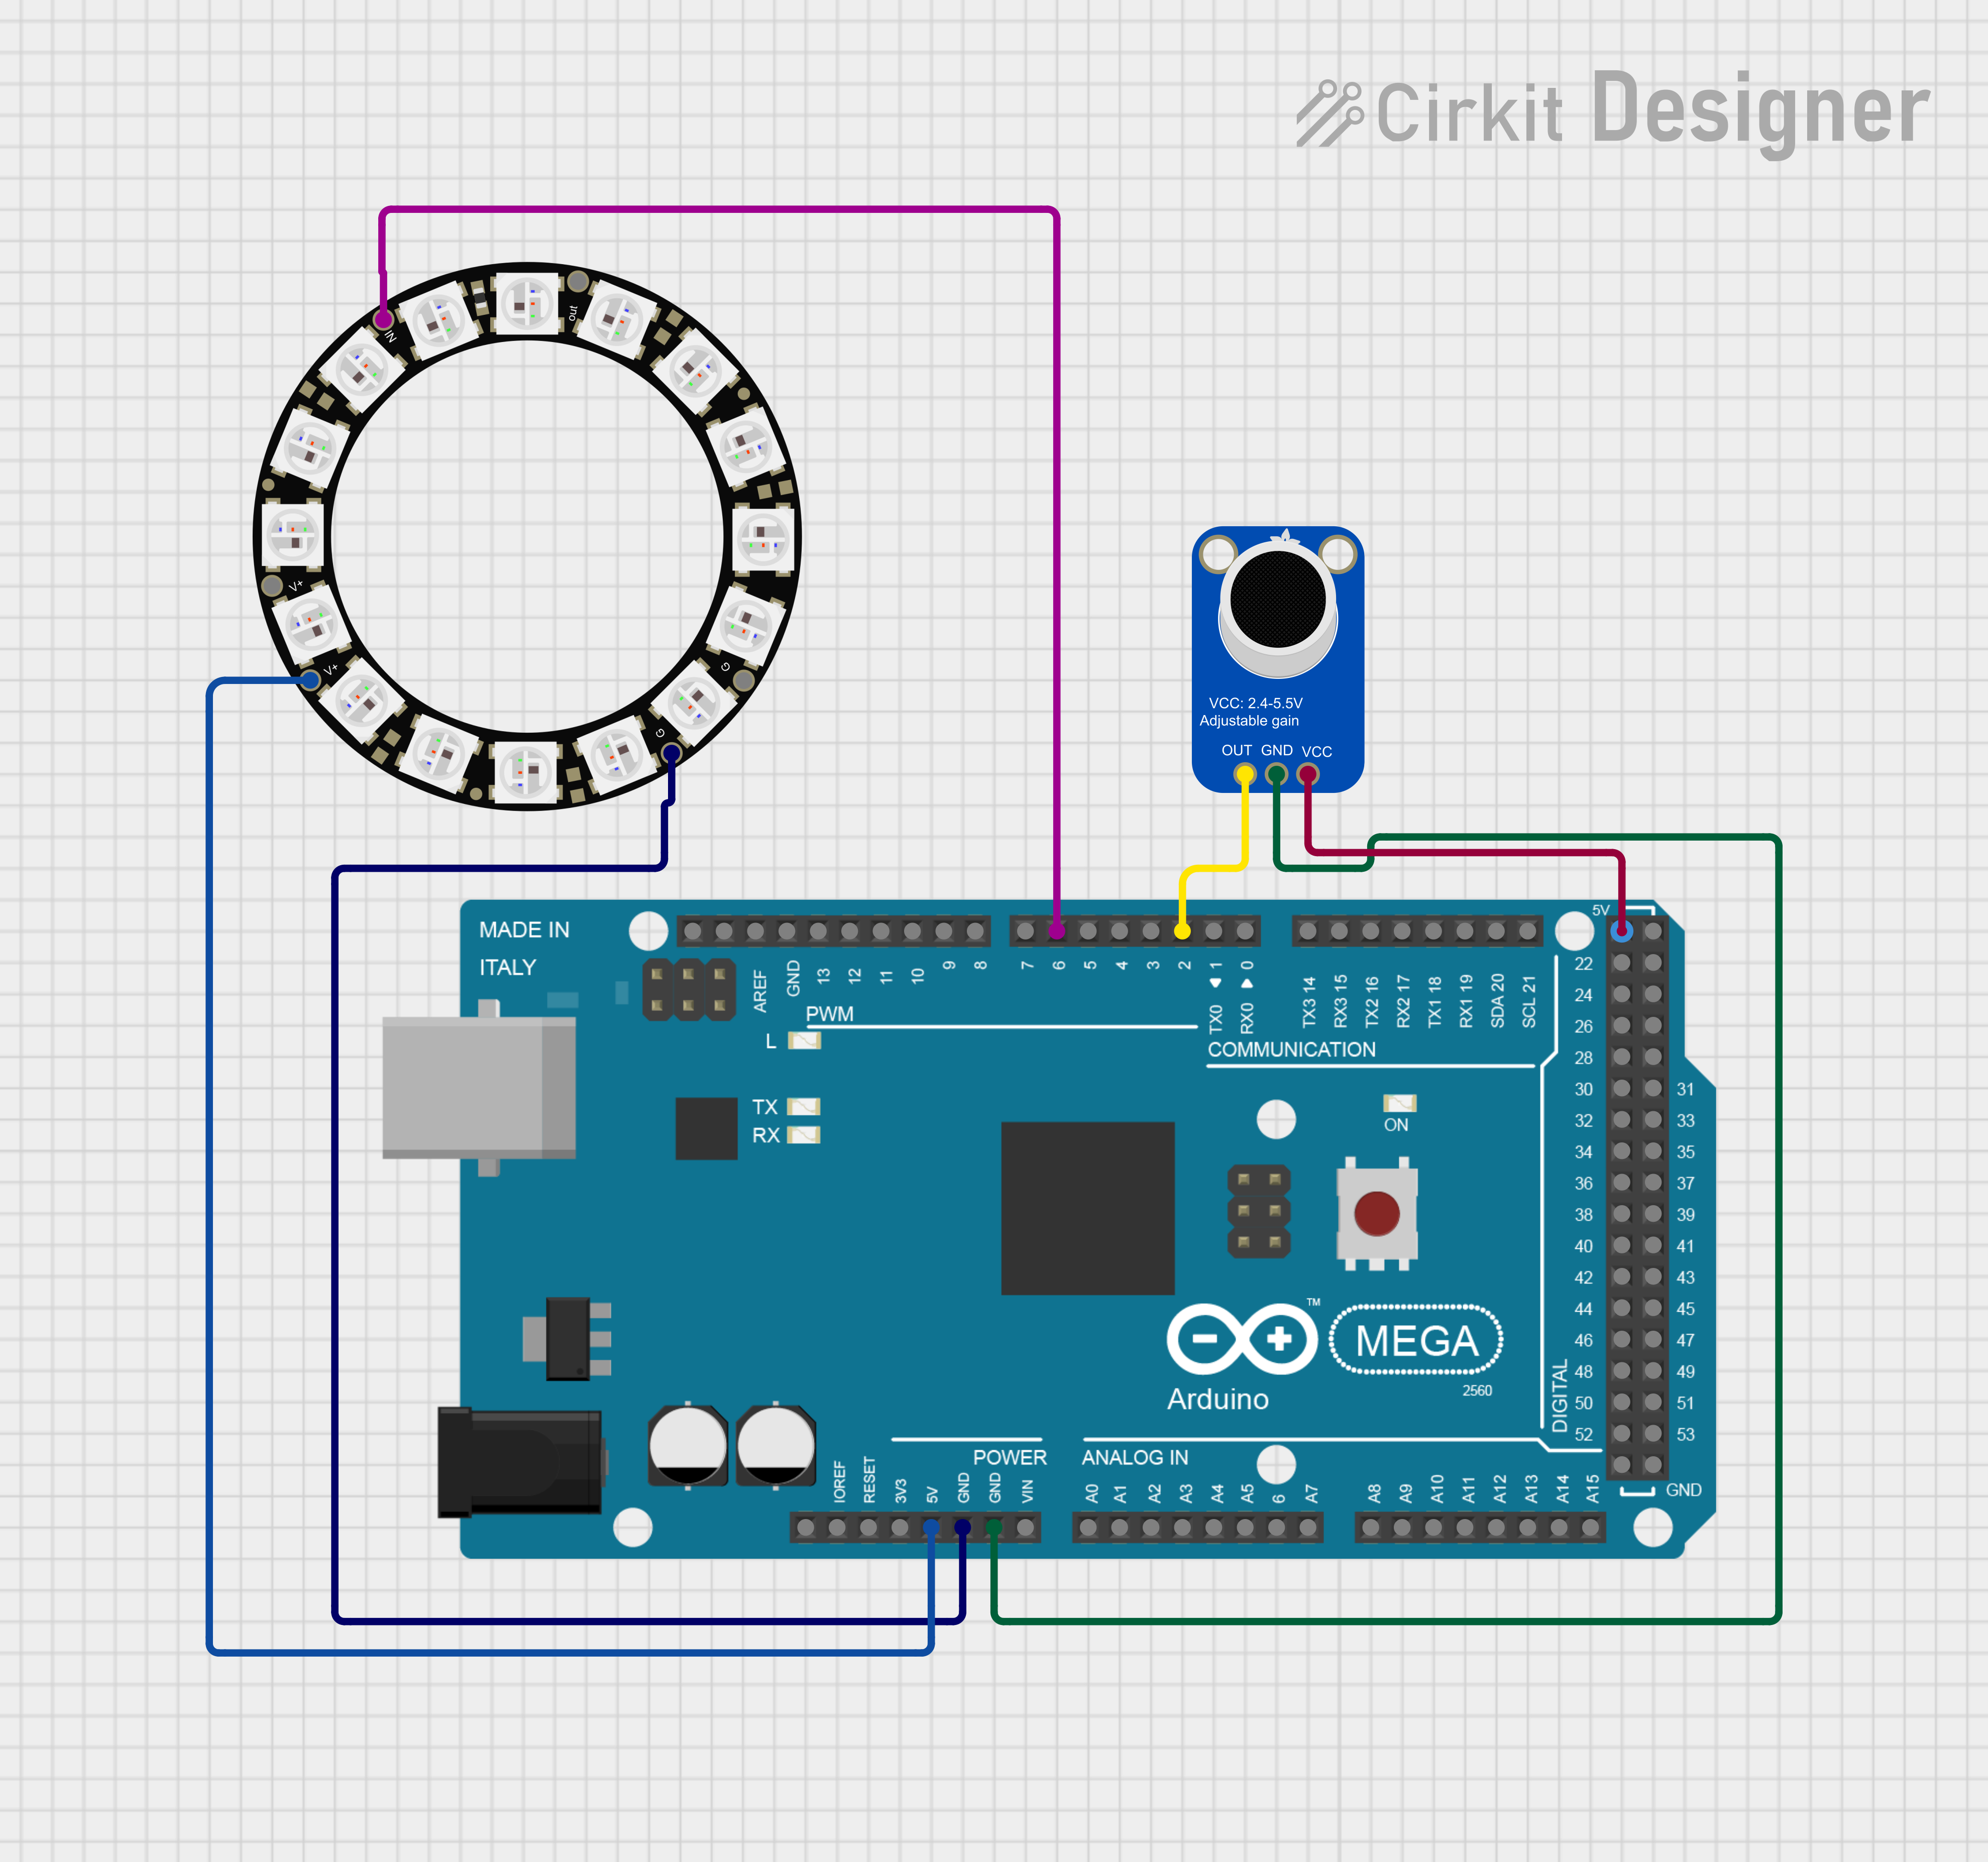 Cirkit Designer
IN
out
V+
V+
G
G
VCC: 2.4-5.5V
Adjustable gain
OUT GND VCC
MADE IN
ITALY
5V
AREF
GND
13
12
11
10
9
8
7
6
5
4
3
2
TX0 1
RX0 0
TX3 14
RX3 15
TX2 16
RX2 17
TX1 18
RX1 19
SDA 20
SCL 21
PWM
COMMUNICATION
L
TX
RX
ON
22
24
26
28
30 31
32 33
34 35
36 37
38 39
40 41
42 43
44 45
46 47
48 49
50 51
52 53
DIGITAL
TM
MEGA
2560
Arduino
POWER
ANALOG IN
IOREF
RESET
3V3
5V
GND
GND
VIN
A0
A1
A2
A3
A4
A5
6
A7
A8
A9
A10
A11
A12
A13
A14
A15
GND